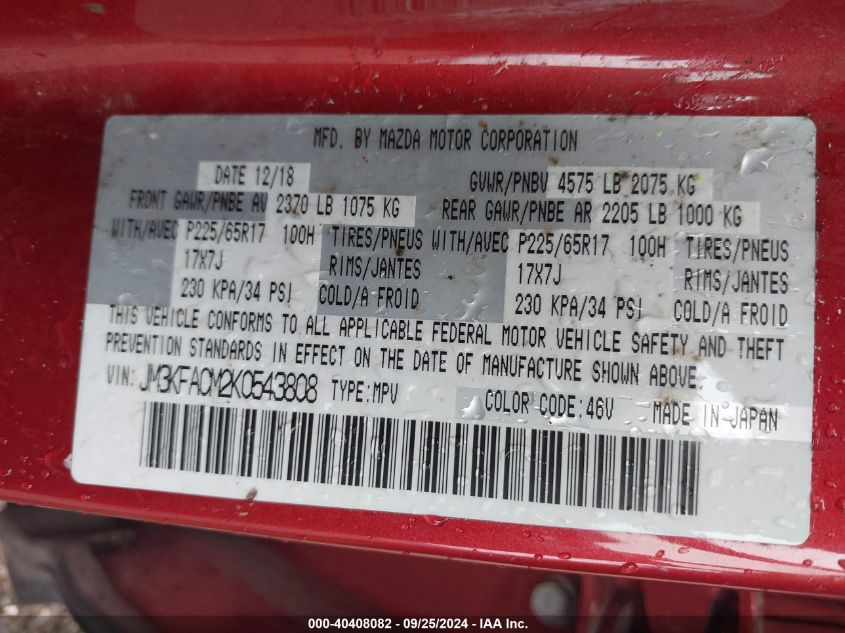 MFD. BY MAZDA MOTOR CORPORATION
DATE 12/18 GVWR/PNBV 4575 LB 2075 KG
FRONT GAWR/PNBE AV 2370 LB 1075 KG REAR GAWR/PNBE AR 2205 LB 1000 KG
WITH/AVEC P225/65R17 100H TIRES/PNEUS WITH/AVEC P225/65R17 100H TIRES/PNEUS
17X7J RIMS/JANTES 17X7J RIMS/JANTES
230 KPA/34 PSI COLD/A FROID 230 KPA/34 PSI COLD/A FROID
THIS VEHICLE CONFORMS TO ALL APPLICABLE FEDERAL MOTOR VEHICLE SAFETY AND THEFT
PREVENTION STANDARDS IN EFFECT ON THE DATE OF MANUFACTURE SHOWN ABOVE.
VIN: JM3KFACM2K0543808 TYPE:MPV COLOR CODE:46V MADE IN JAPAN
000-40408082 - 09/25/2024 - IAA Inc.